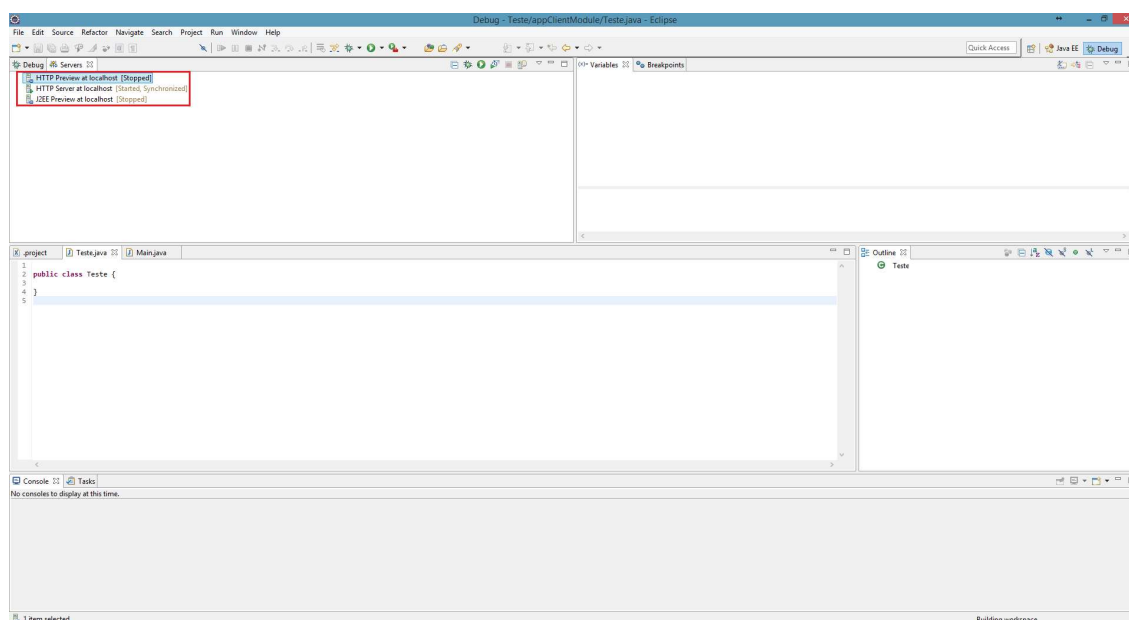 Debug - Teste/appClientModule/Teste.java - Eclipse
File Edit Source Refactor Navigate Search Project Run Window Help
Quick Access Java EE Debug
Debug Servers
HTTP Preview at localhost [Stopped]
HTTP Server at localhost [Started, Synchronized]
J2EE Preview at localhost [Stopped]
(x)= Variables Breakpoints
.project Teste.java Main.java
1
2 public class Teste {
3
4 }
5
Outline
Teste
Console Tasks
No consoles to display at this time.
1 item selected
Building workspace